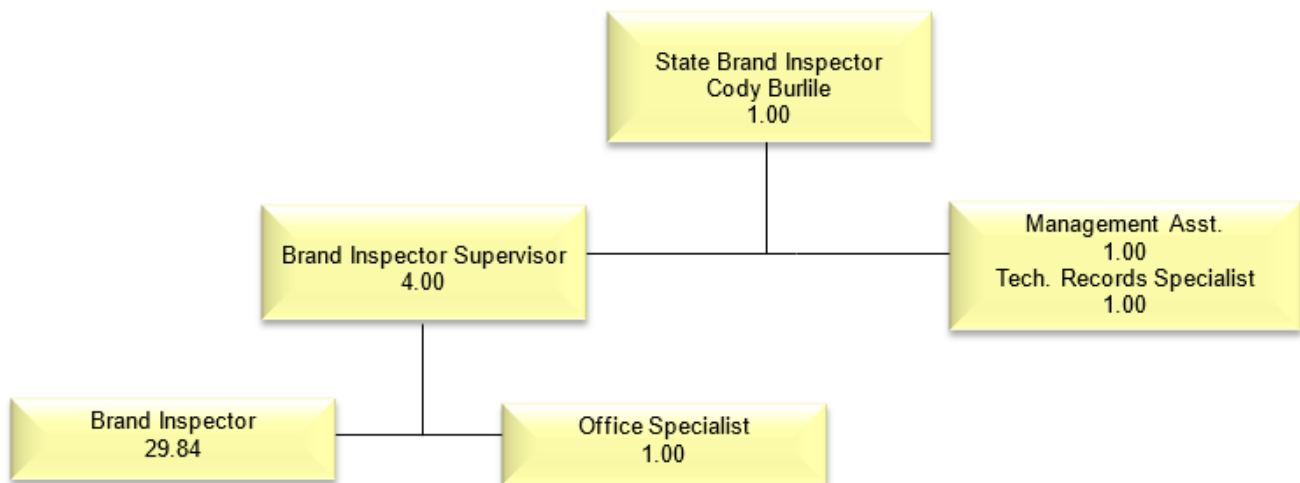 State Brand Inspector
Cody Burlile
1.00
Brand Inspector Supervisor
4.00
Management Asst.
1.00
Tech. Records Specialist
1.00
Brand Inspector
29.84
Office Specialist
1.00